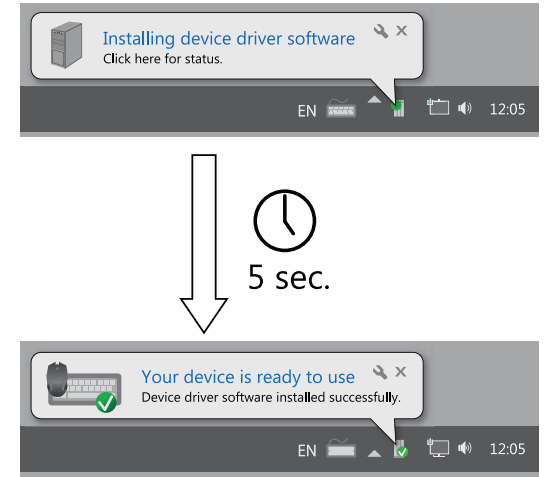 Installing device driver software
Click here for status.
EN 12:05
5 sec.
Your device is ready to use
Device driver software installed successfully.
EN 12:05